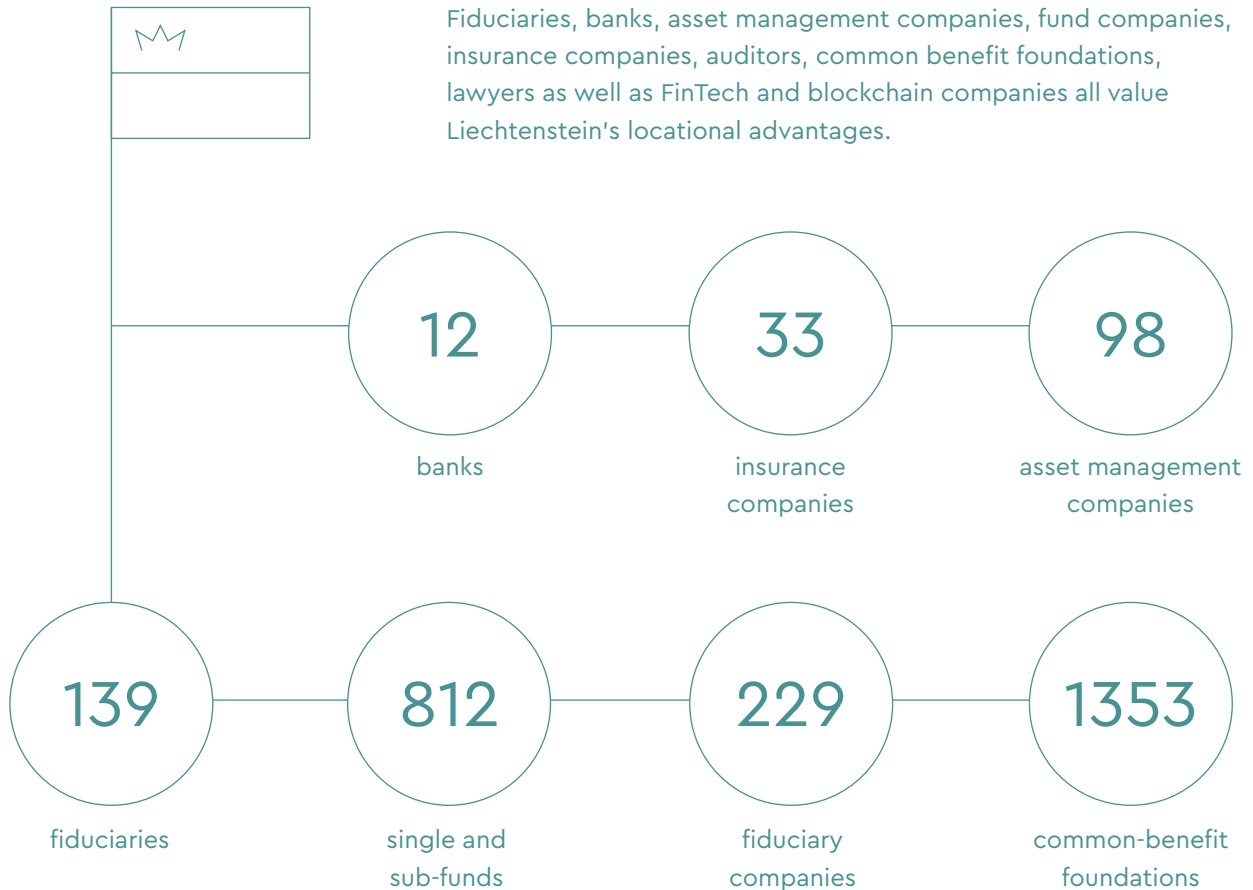 Fiduciaries, banks, asset management companies, fund companies,
insurance companies, auditors, common benefit foundations,
lawyers as well as FinTech and blockchain companies all value
Liechtenstein's locational advantages.
12
33
98
banks
insurance
companies
asset management
companies
139
812
229
1353
fiduciaries
single and
sub-funds
fiduciary
companies
common-benefit
foundations